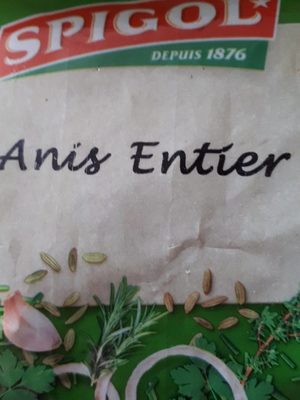 SPIGOL
DEPUIS 1876
Anis Entier